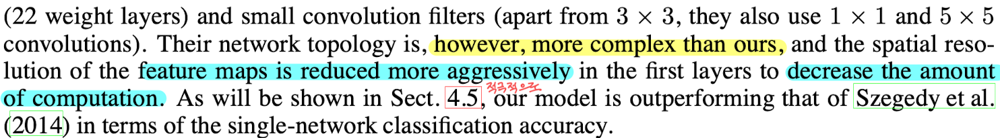 (22 weight layers) and small convolution filters (apart from 3 × 3, they also use 1 × 1 and 5 × 5
convolutions). Their network topology is, however, more complex than ours, and the spatial reso-
lution of the feature maps is reduced more aggressively in the first layers to decrease the amount
적극적으로
of computation. As will be shown in Sect. 4.5, our model is outperforming that of Szegedy et al.
(2014) in terms of the single-network classification accuracy.